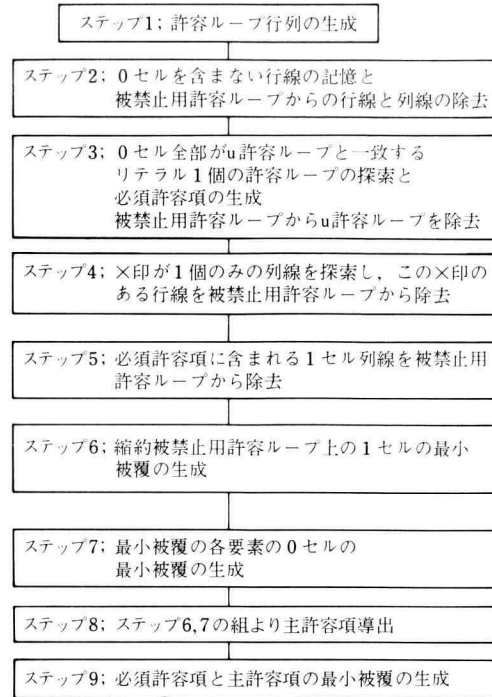 ステップ1; 許容ループ行列の生成
ステップ2; 0セルを含まない行線の記憶と
被禁止用許容ループからの行線と列線の除去
ステップ3; 0セル全部がu許容ループと一致する
リテラル1個の許容ループの探索と
必須許容項の生成
被禁止用許容ループからu許容ループを除去
ステップ4; ×印が1個のみの列線を探索し，この×印の
ある行線を被禁止用許容ループから除去
ステップ5; 必須許容項に含まれる1セル列線を被禁止用
許容ループから除去
ステップ6; 縮約被禁止用許容ループ上の1セルの最小
被覆の生成
ステップ7; 最小被覆の各要素の0セルの
最小被覆の生成
ステップ8; ステップ6,7の組より主許容項導出
ステップ9; 必須許容項と主許容項の最小被覆の生成